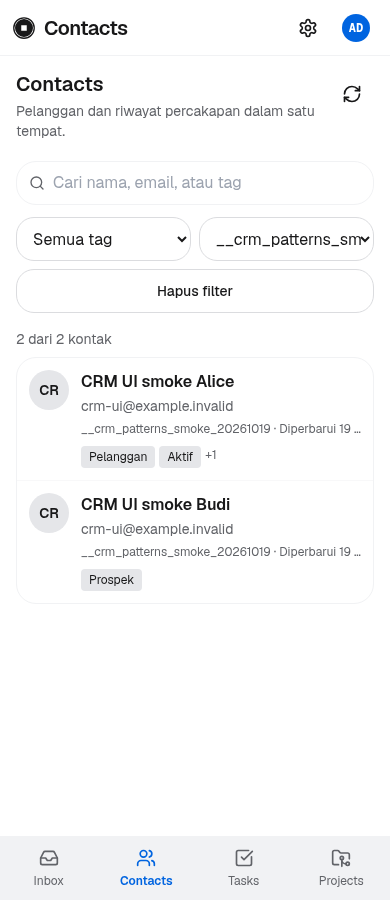 Contacts
AD
Contacts
Pelanggan dan riwayat percakapan dalam satu
tempat.
Cari nama, email, atau tag
Semua tag
__crm_patterns_sm
Hapus filter
2 dari 2 kontak
CR
CRM UI smoke Alice
crm-ui@example.invalid
__crm_patterns_smoke_20261019 · Diperbarui 19 ...
Pelanggan Aktif +1
CR
CRM UI smoke Budi
crm-ui@example.invalid
__crm_patterns_smoke_20261019 · Diperbarui 19 ...
Prospek
Inbox Contacts Tasks Projects